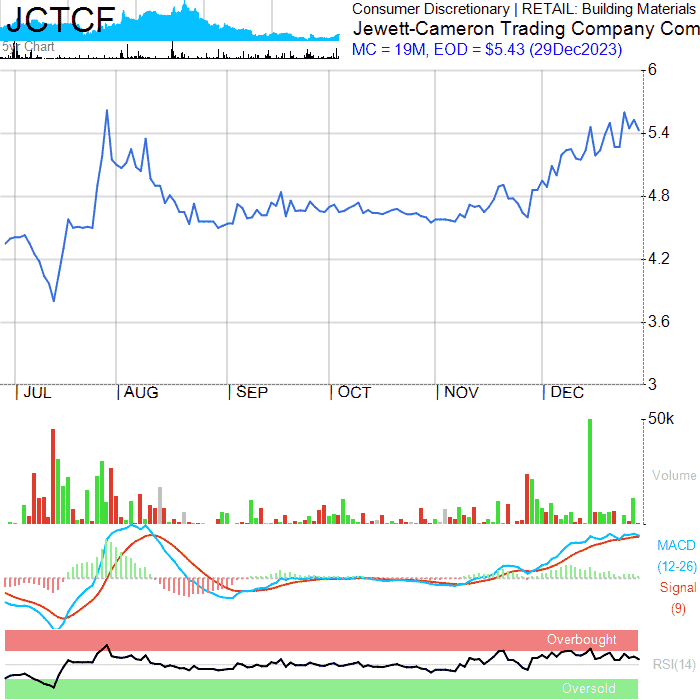 JCTCF
5yr Chart
Consumer Discretionary | RETAIL: Building Materials
Jewett-Cameron Trading Company Com
MC = 19M, EOD = $5.43 (29Dec2023)
6
5.4
4.8
4.2
3.6
3
JUL AUG SEP OCT NOV DEC
50k
Volume
MACD
(12-26)
Signal
(9)
Overbought
RSI(14)
Oversold